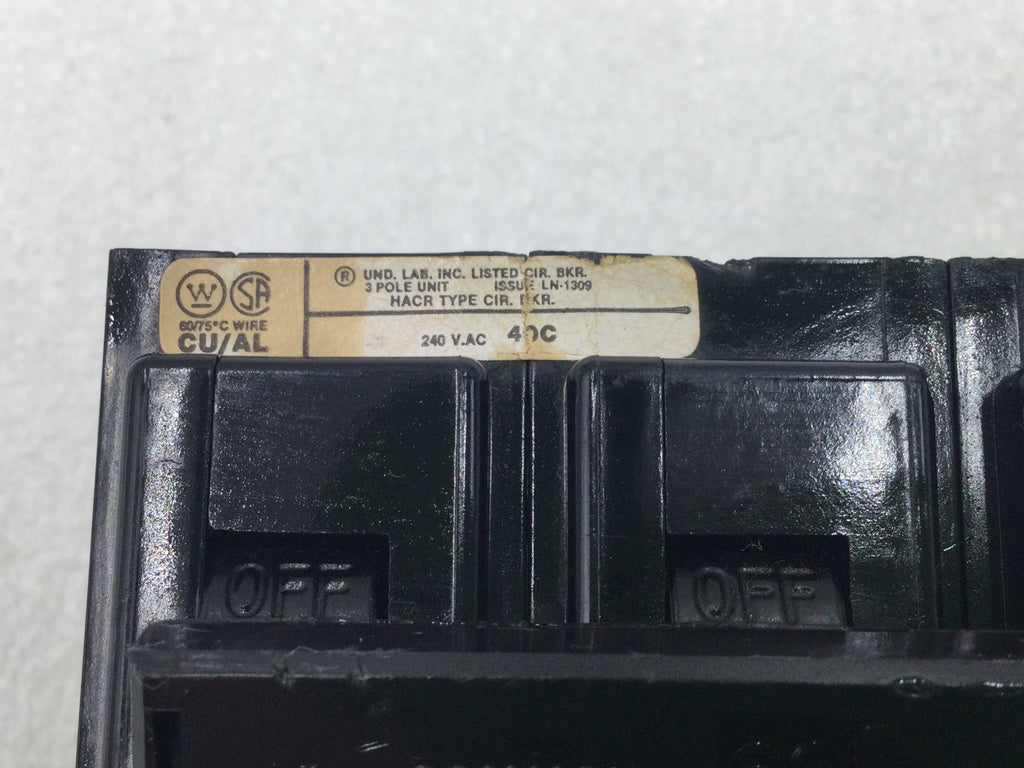 W SA
60/75°C WIRE
CU/AL
® UND. LAB. INC. LISTED CIR. BKR.
3 POLE UNIT ISSUE LN-1309
HACR TYPE CIR. BKR.
240 V.AC 40C
OFF OFF